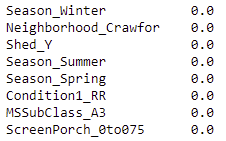 Season_Winter 0.0
Neighborhood_Crawfor 0.0
Shed_Y 0.0
Season_Summer 0.0
Season_Spring 0.0
Condition1_RR 0.0
MSSubClass_A3 0.0
ScreenPorch_0to075 0.0